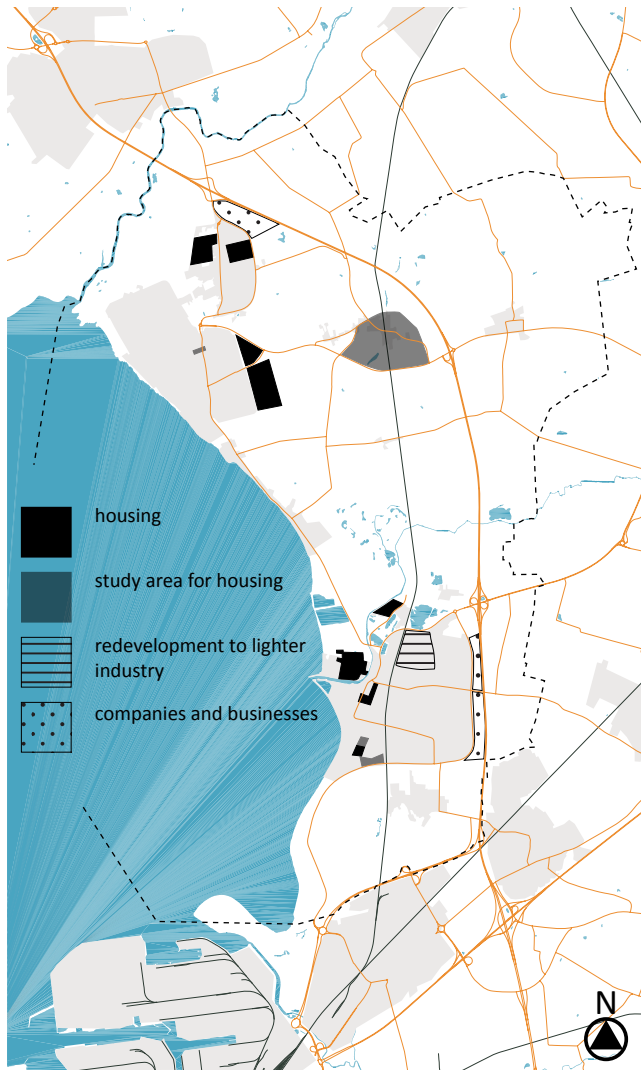 housing
study area for housing
redevelopment to lighter
industry
companies and businesses
N